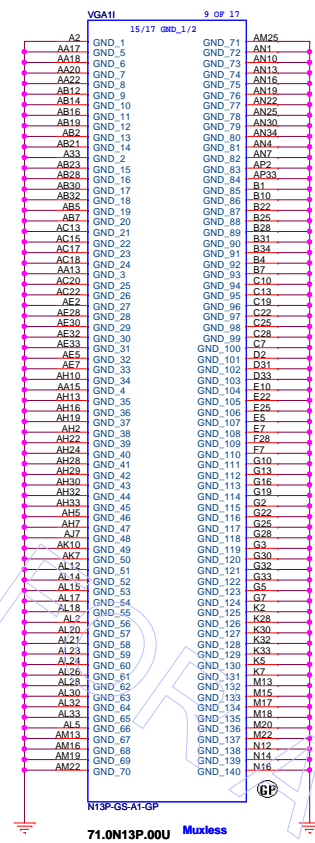 VGA1I 9 OF 17
15/17 GND_1/2
A2 GND_1 GND_71 AM25
AA17 GND_5 GND_72 AN1
AA18 GND_6 GND_73 AN10
AA20 GND_7 GND_74 AN13
AA22 GND_8 GND_75 AN16
AB12 GND_9 GND_76 AN19
AB14 GND_10 GND_77 AN22
AB16 GND_11 GND_78 AN25
AB19 GND_12 GND_79 AN30
AB2 GND_13 GND_80 AN34
AB21 GND_14 GND_81 AN4
A33 GND_2 GND_82 AN7
AB23 GND_15 GND_83 AP2
AB28 GND_16 GND_84 AP33
AB30 GND_17 GND_85 B1
AB32 GND_18 GND_86 B10
AB5 GND_19 GND_87 B22
AB7 GND_20 GND_88 B25
AC13 GND_21 GND_89 B28
AC15 GND_22 GND_90 B31
AC17 GND_23 GND_91 B34
AC18 GND_24 GND_92 B4
AA13 GND_3 GND_93 B7
AC20 GND_25 GND_94 C10
AC22 GND_26 GND_95 C13
AE2 GND_27 GND_96 C19
AE28 GND_28 GND_97 C22
AE30 GND_29 GND_98 C25
AE32 GND_30 GND_99 C28
AE33 GND_31 GND_100 C7
AE5 GND_32 GND_101 D2
AE7 GND_33 GND_102 D31
AH10 GND_34 GND_103 D33
AA15 GND_4 GND_104 E10
AH13 GND_35 GND_105 E22
AH16 GND_36 GND_106 E25
AH19 GND_37 GND_107 E5
AH2 GND_38 GND_108 E7
AH22 GND_39 GND_109 F28
AH24 GND_40 GND_110 F7
AH28 GND_41 GND_111 G10
AH29 GND_42 GND_112 G13
AH30 GND_43 GND_113 G16
AH32 GND_44 GND_114 G19
AH33 GND_45 GND_115 G2
AH5 GND_46 GND_116 G22
AH7 GND_47 GND_117 G25
AJ7 GND_48 GND_118 G28
AK10 GND_49 GND_119 G3
AK7 GND_50 GND_120 G30
AL12 GND_51 GND_121 G32
AL14 GND_52 GND_122 G33
AL15 GND_53 GND_123 G5
AL17 GND_54 GND_124 G7
AL18 GND_55 GND_125 K2
AL2 GND_56 GND_126 K28
AL20 GND_57 GND_127 K30
AL21 GND_58 GND_128 K32
AL23 GND_59 GND_129 K33
AL24 GND_60 GND_130 K5
AL26 GND_61 GND_131 K7
AL28 GND_62 GND_132 M13
AL30 GND_63 GND_133 M15
AL32 GND_64 GND_134 M17
AL33 GND_65 GND_135 M18
AL5 GND_66 GND_136 M20
AM13 GND_67 GND_137 M22
AM16 GND_68 GND_138 N12
AM19 GND_69 GND_139 N14
AM22 GND_70 GND_140 N16
GP
N13P-GS-A1-GP
71.0N13P.00U Muxless